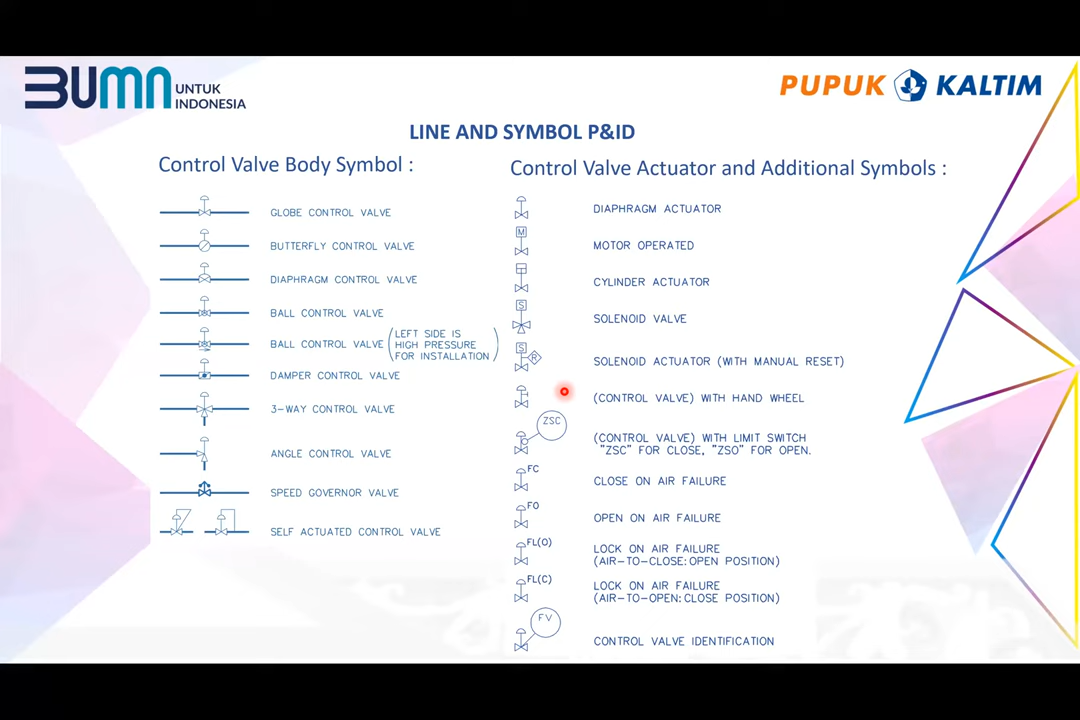 BUMN
UNTUK
INDONESIA
PUPUK KALTIM
LINE AND SYMBOL P&ID
Control Valve Body Symbol :
GLOBE CONTROL VALVE
BUTTERFLY CONTROL VALVE
DIAPHRAGM CONTROL VALVE
BALL CONTROL VALVE
BALL CONTROL VALVE
(LEFT SIDE IS
HIGH PRESSURE
FOR INSTALLATION)
DAMPER CONTROL VALVE
3-WAY CONTROL VALVE
ANGLE CONTROL VALVE
SPEED GOVERNOR VALVE
SELF ACTUATED CONTROL VALVE
Control Valve Actuator and Additional Symbols :
DIAPHRAGM ACTUATOR
M
MOTOR OPERATED
CYLINDER ACTUATOR
S
SOLENOID VALVE
S
R
SOLENOID ACTUATOR (WITH MANUAL RESET)
(CONTROL VALVE) WITH HAND WHEEL
ZSC
(CONTROL VALVE) WITH LIMIT SWITCH
"ZSC" FOR CLOSE, "ZSO" FOR OPEN.
FC
CLOSE ON AIR FAILURE
FO
OPEN ON AIR FAILURE
FL(O)
LOCK ON AIR FAILURE
(AIR-TO-CLOSE: OPEN POSITION)
FL(C)
LOCK ON AIR FAILURE
(AIR-TO-OPEN: CLOSE POSITION)
FV
CONTROL VALVE IDENTIFICATION